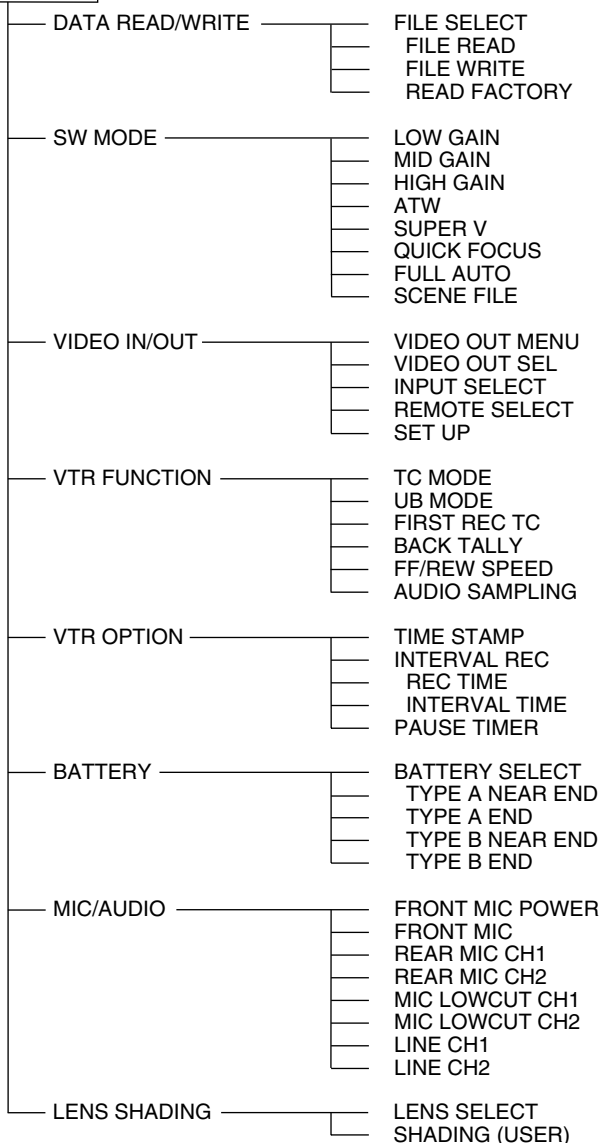 DATA READ/WRITE FILE SELECT
FILE READ
FILE WRITE
READ FACTORY
SW MODE LOW GAIN
MID GAIN
HIGH GAIN
ATW
SUPER V
QUICK FOCUS
FULL AUTO
SCENE FILE
VIDEO IN/OUT VIDEO OUT MENU
VIDEO OUT SEL
INPUT SELECT
REMOTE SELECT
SET UP
VTR FUNCTION TC MODE
UB MODE
FIRST REC TC
BACK TALLY
FF/REW SPEED
AUDIO SAMPLING
VTR OPTION TIME STAMP
INTERVAL REC
REC TIME
INTERVAL TIME
PAUSE TIMER
BATTERY BATTERY SELECT
TYPE A NEAR END
TYPE A END
TYPE B NEAR END
TYPE B END
MIC/AUDIO FRONT MIC POWER
FRONT MIC
REAR MIC CH1
REAR MIC CH2
MIC LOWCUT CH1
MIC LOWCUT CH2
LINE CH1
LINE CH2
LENS SHADING LENS SELECT
SHADING (USER)